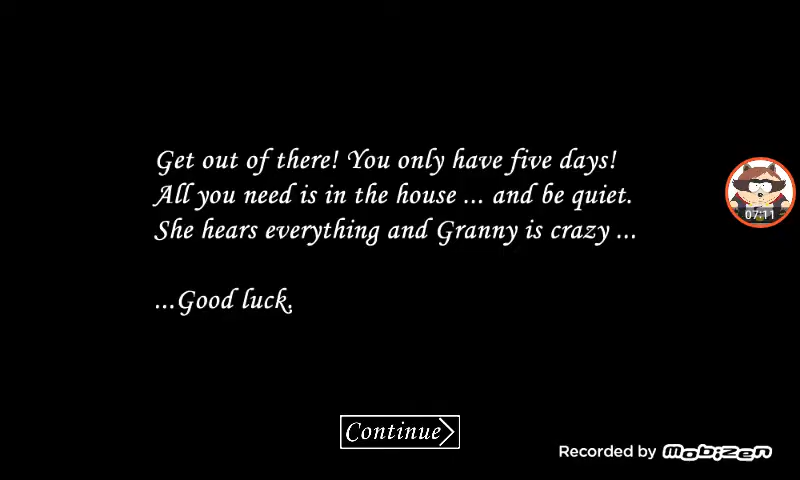 Get out of there! You only have five days!
All you need is in the house ... and be quiet.
She hears everything and Granny is crazy ...
...Good luck.
07:11
Continue
Recorded by mobizen